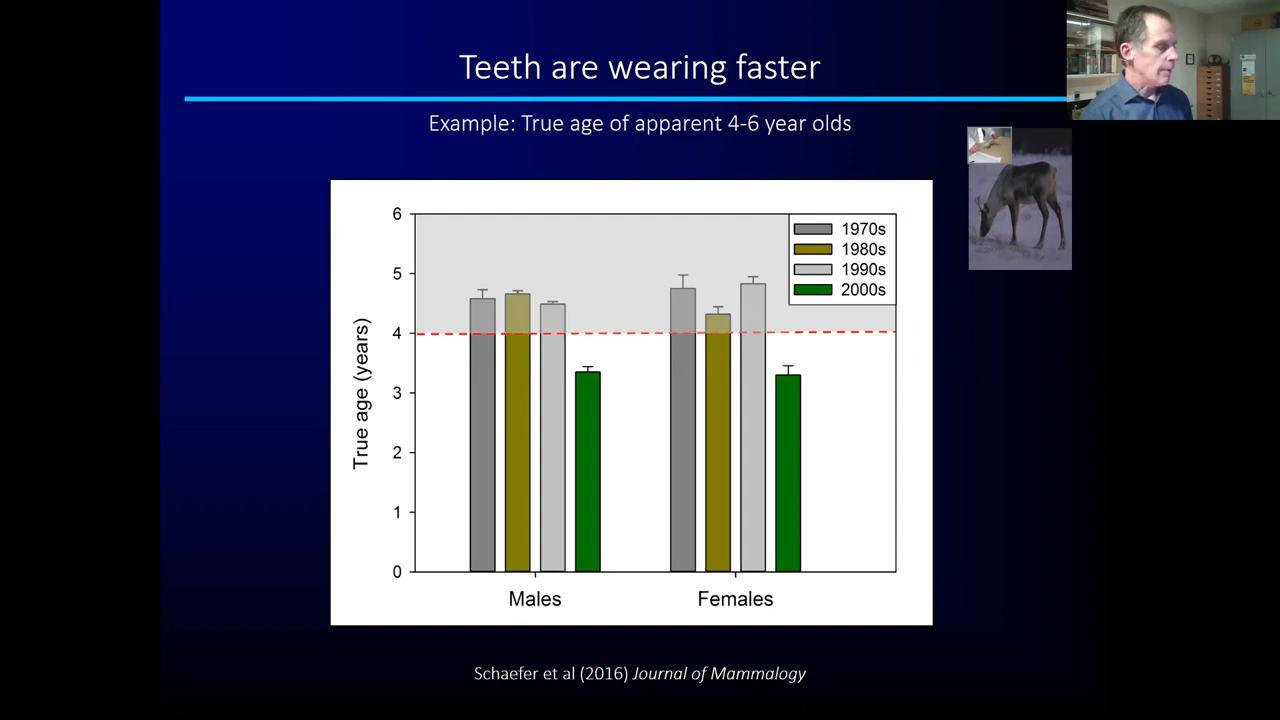 Teeth are wearing faster
Example: True age of apparent 4-6 year olds
6
5
4
3
2
1
0
True age (years)
1970s
1980s
1990s
2000s
Males
Females
Schaefer et al (2016) Journal of Mammalogy